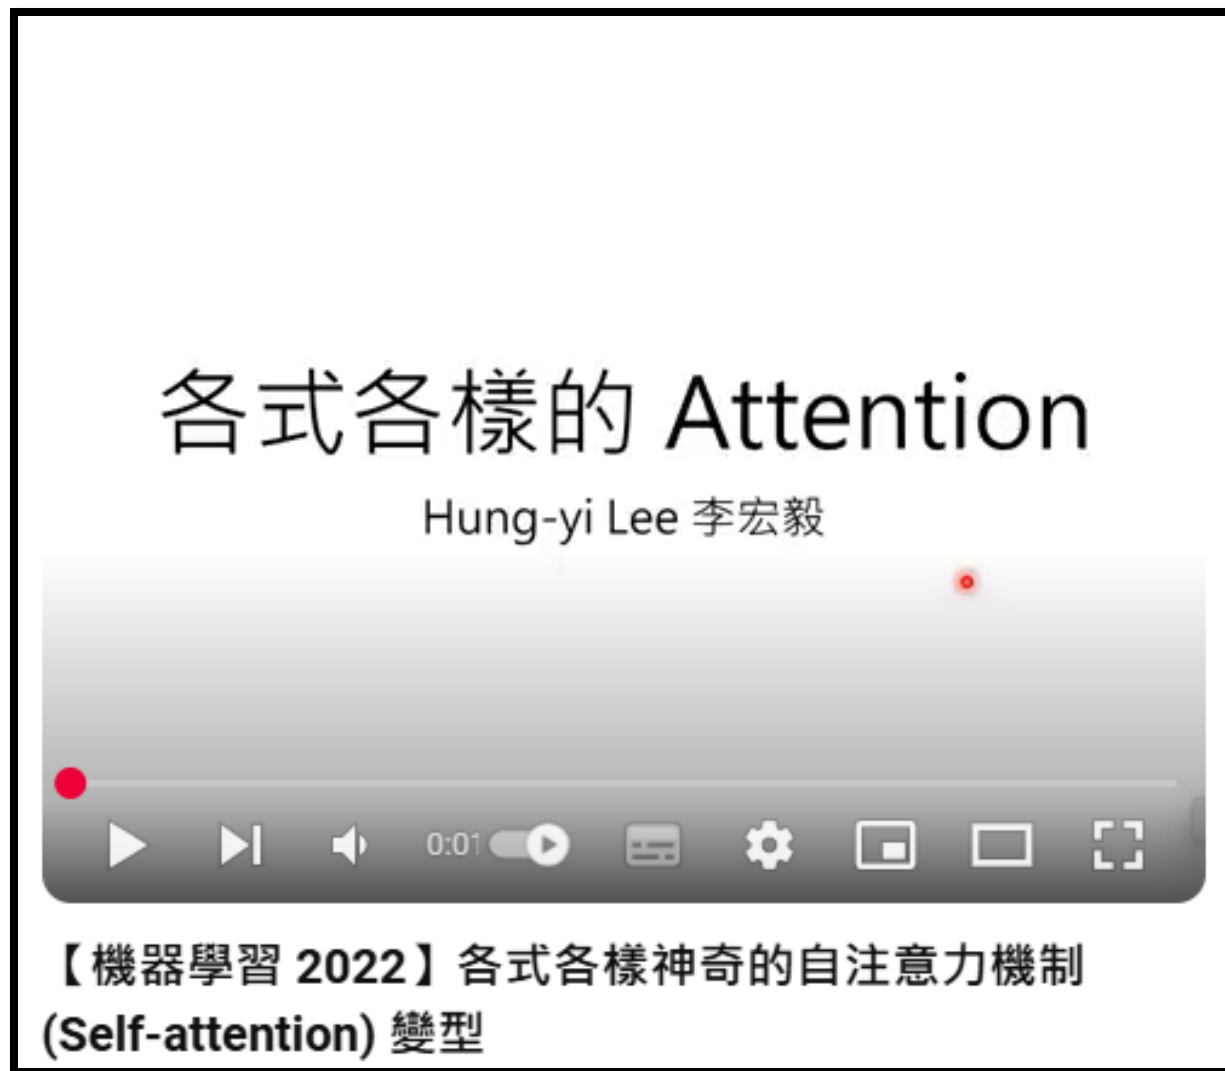 各式各樣的 Attention
Hung-yi Lee 李宏毅
0:01
【機器學習 2022】各式各樣神奇的自注意力機制
(Self-attention) 變型